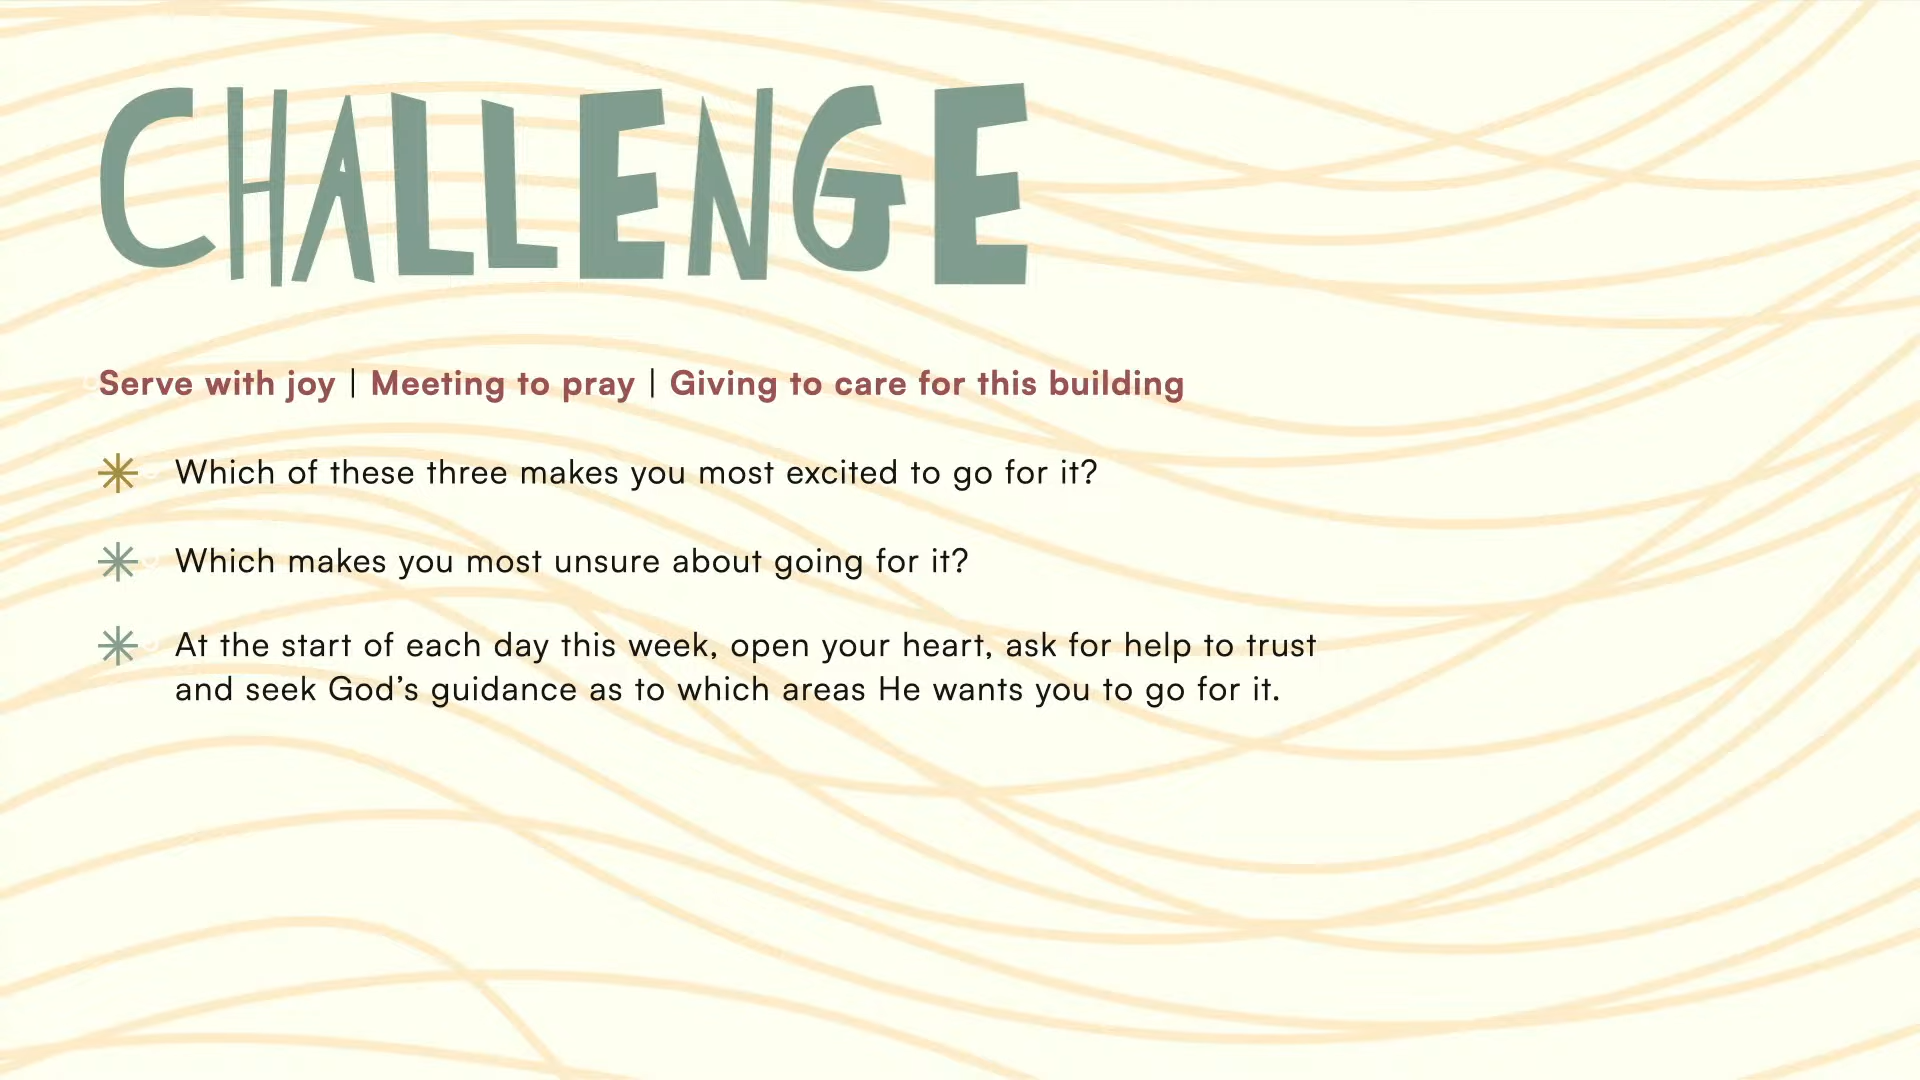 CHALLENGE
Serve with joy | Meeting to pray | Giving to care for this building
Which of these three makes you most excited to go for it?
Which makes you most unsure about going for it?
At the start of each day this week, open your heart, ask for help to trust
and seek God’s guidance as to which areas He wants you to go for it.